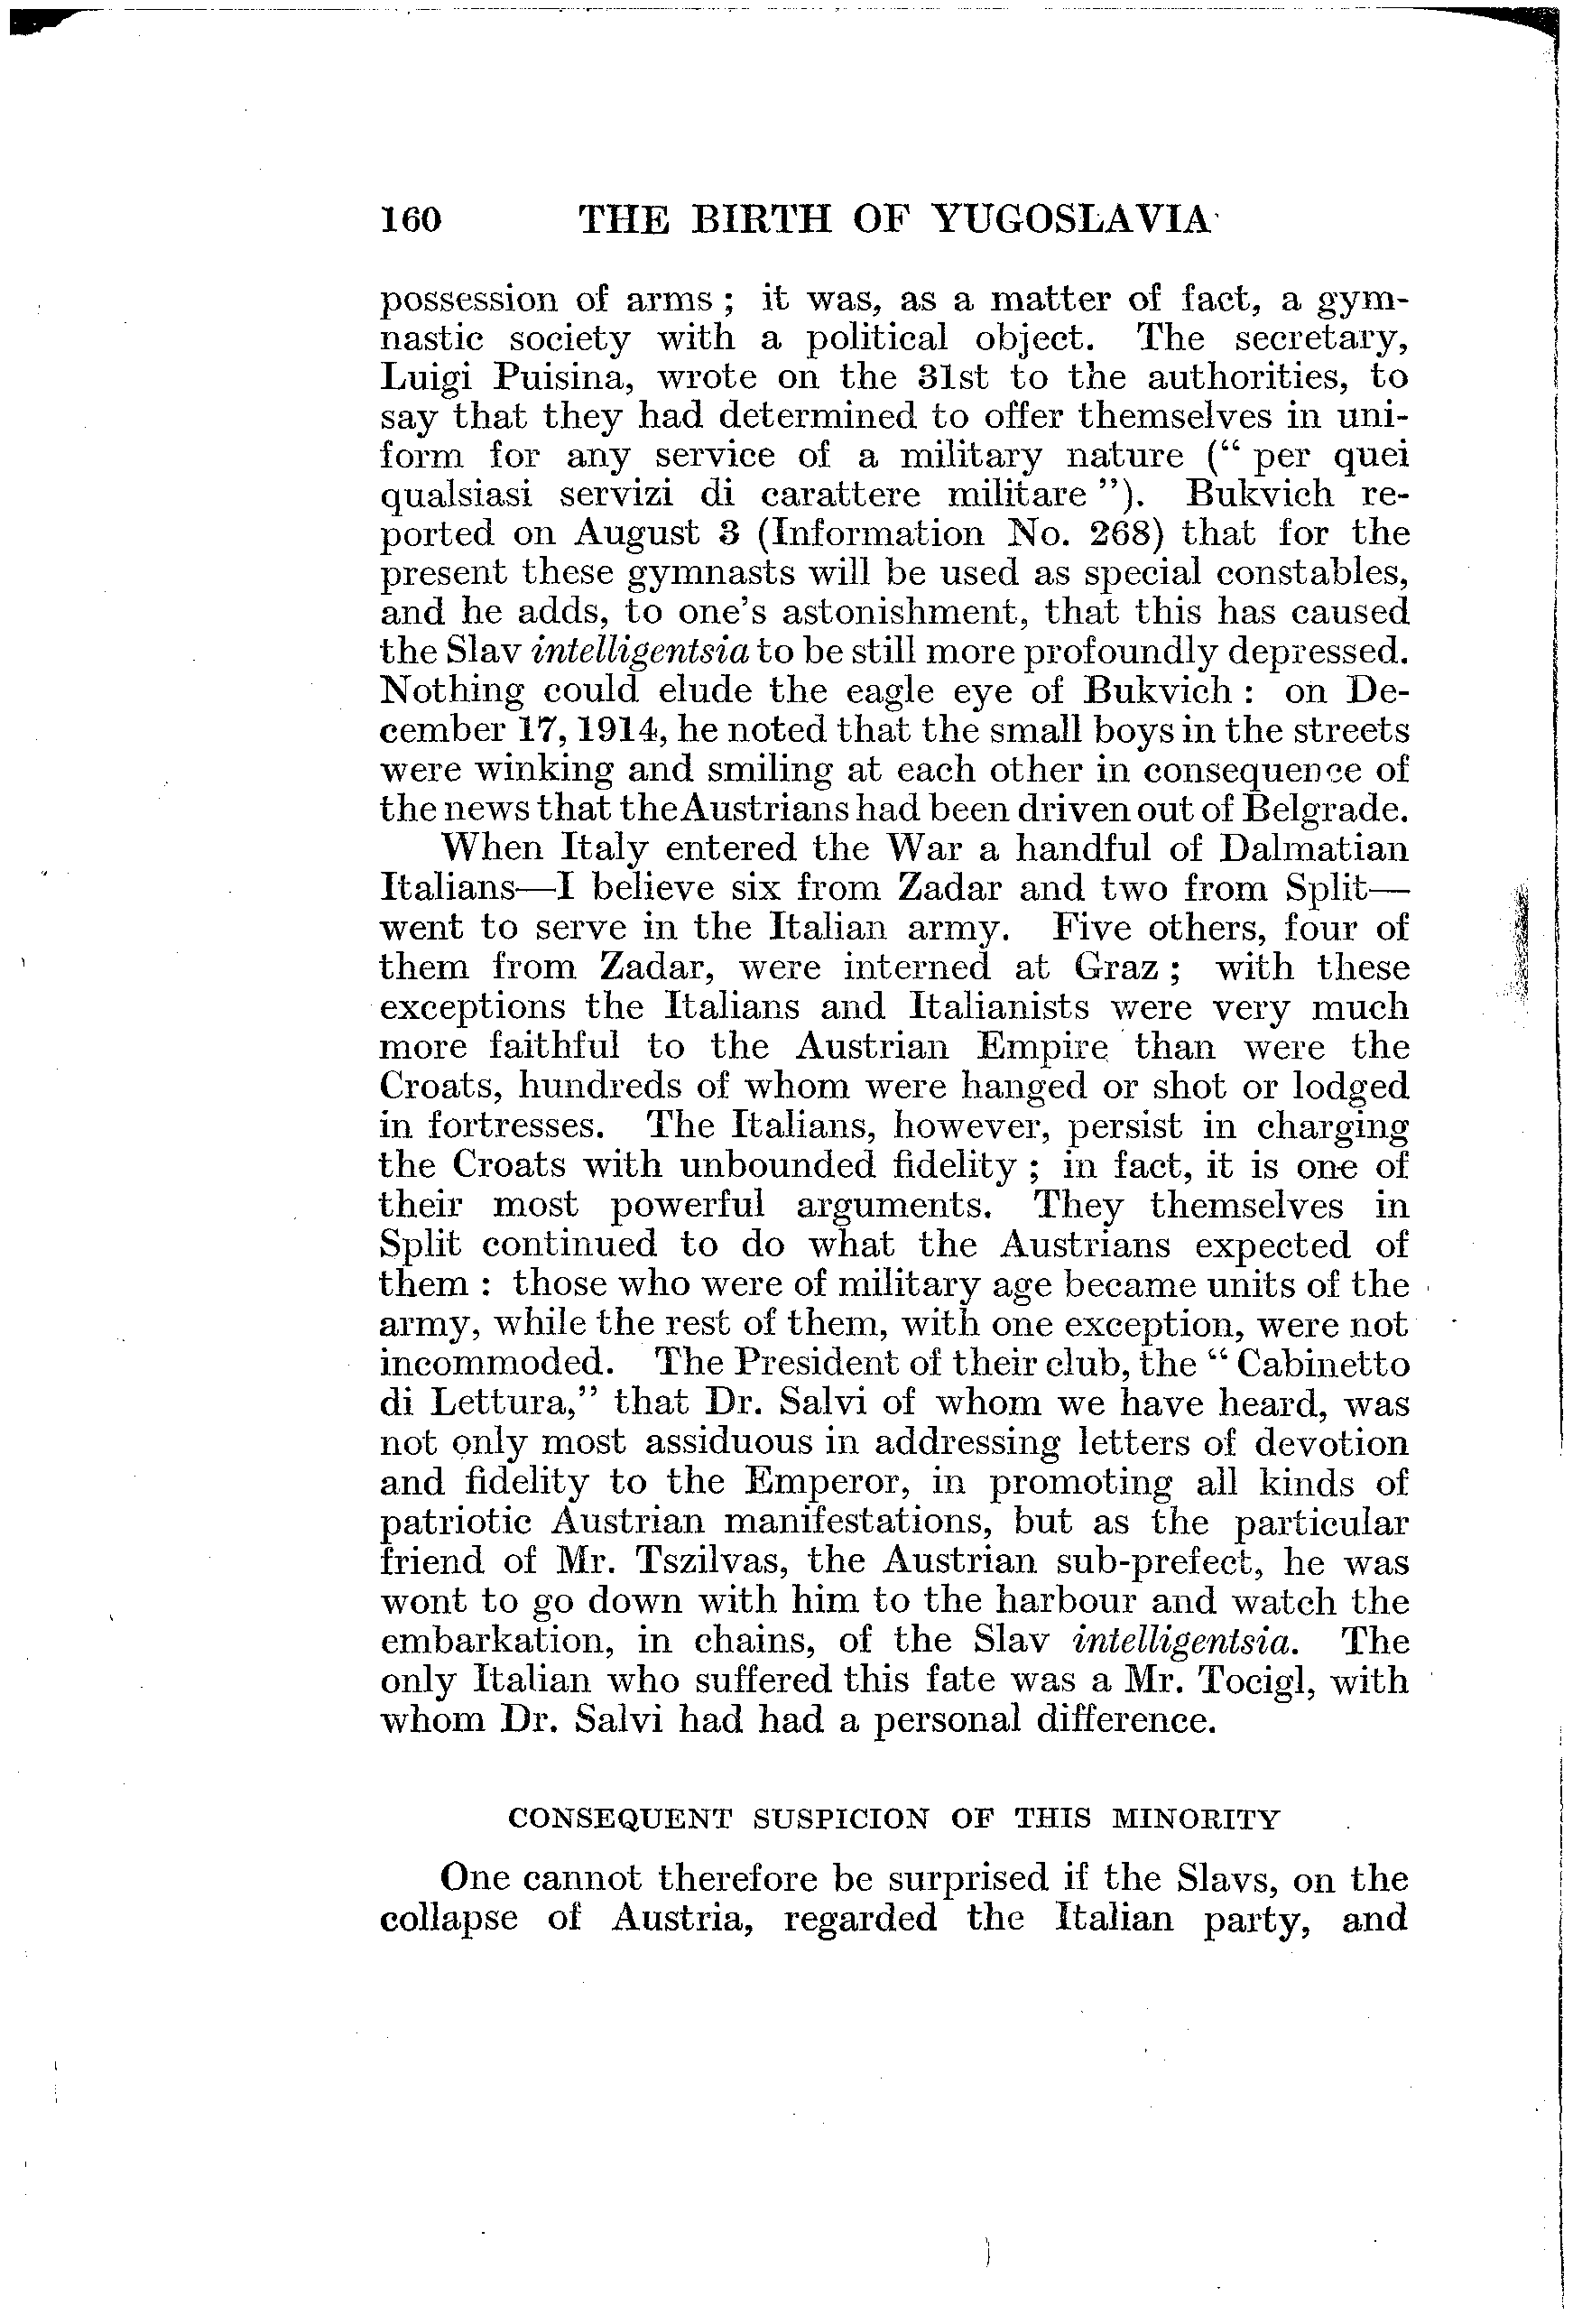 160 THE BIRTH OF YUGOSLAVIA
possession of arms ; it was, as a matter of fact, a gym-
nastic society with a political object. The secretary,
Luigi Puisina, wrote on the 31st to the authorities, to
say that they had determined to offer themselves in uni-
form for any service of a military nature (“ per quei
qualsiasi servizi di carattere militare ”). Bukvich re-
ported on August 3 (Information No. 268) that for the
present these gymnasts will be used as special constables,
and he adds, to one's astonishment, that this has caused
the Slav intelligentsia to be still more profoundly depressed.
Nothing could elude the eagle eye of Bukvich : on De-
cember 17, 1914, he noted that the small boys in the streets
were winking and smiling at each other in consequence of
the news that the Austrians had been driven out of Belgrade.
When Italy entered the War a handful of Dalmatian
Italians—I believe six from Zadar and two from Split—
went to serve in the Italian army. Five others, four of
them from Zadar, were interned at Graz ; with these
exceptions the Italians and Italianists were very much
more faithful to the Austrian Empire than were the
Croats, hundreds of whom were hanged or shot or lodged
in fortresses. The Italians, however, persist in charging
the Croats with unbounded fidelity ; in fact, it is one of
their most powerful arguments. They themselves in
Split continued to do what the Austrians expected of
them : those who were of military age became units of the
army, while the rest of them, with one exception, were not
incommoded. The President of their club, the “ Cabinetto
di Lettura,” that Dr. Salvi of whom we have heard, was
not only most assiduous in addressing letters of devotion
and fidelity to the Emperor, in promoting all kinds of
patriotic Austrian manifestations, but as the particular
friend of Mr. Tszilvas, the Austrian sub-prefect, he was
wont to go down with him to the harbour and watch the
embarkation, in chains, of the Slav intelligentsia. The
only Italian who suffered this fate was a Mr. Tocigl, with
whom Dr. Salvi had had a personal difference.
CONSEQUENT SUSPICION OF THIS MINORITY
One cannot therefore be surprised if the Slavs, on the
collapse of Austria, regarded the Italian party, and